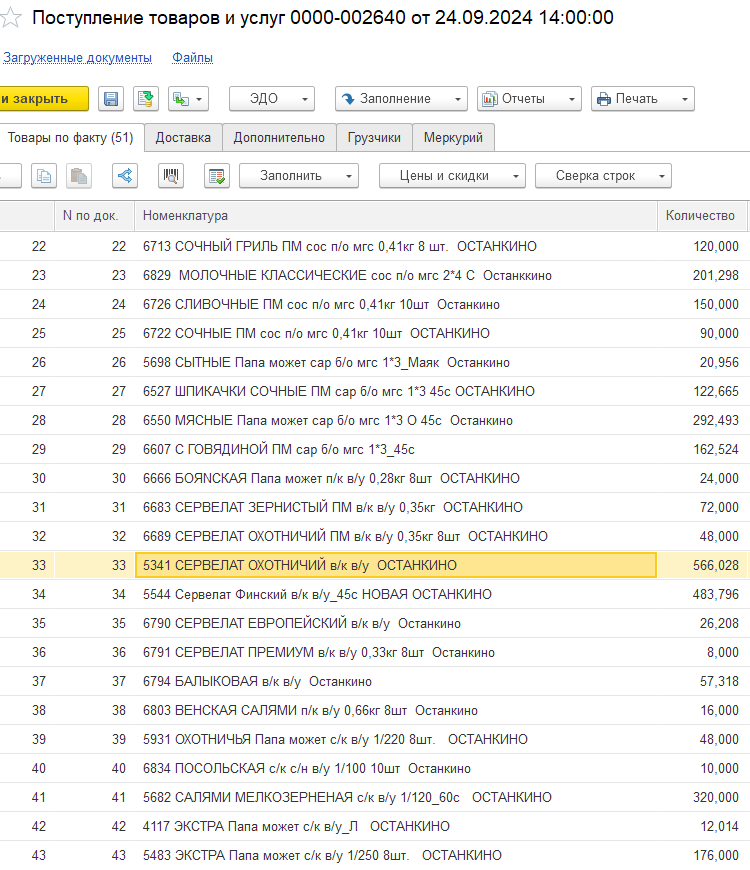 Поступление товаров и услуг 0000-002640 от 24.09.2024 14:00:00
Загруженные документы Файлы
и закрыть ЭДО Заполнение Отчеты Печать
Товары по факту (51) Доставка Дополнительно Грузчики Меркурий
Заполнить Цены и скидки Сверка строк
N по док. Номенклатура Количество
22 22 6713 СОЧНЫЙ ГРИЛЬ ПМ сос п/о мгс 0,41кг 8 шт. ОСТАНКИНО 120,000
23 23 6829 МОЛОЧНЫЕ КЛАССИЧЕСКИЕ сос п/о мгс 2*4 С Останккино 201,298
24 24 6726 СЛИВОЧНЫЕ ПМ сос п/о мгс 0,41кг 10шт Останкино 150,000
25 25 6722 СОЧНЫЕ ПМ сос п/о мгс 0,41кг 10шт ОСТАНКИНО 90,000
26 26 5698 СЫТНЫЕ Папа может сар б/о мгс 1*3_Маяк Останкино 20,956
27 27 6527 ШПИКАЧКИ СОЧНЫЕ ПМ сар б/о мгс 1*3 45с ОСТАНКИНО 122,665
28 28 6550 МЯСНЫЕ Папа может сар б/о мгс 1*3 О 45с Останкино 292,493
29 29 6607 С ГОВЯДИНОЙ ПМ сар б/о мгс 1*3_45с 162,524
30 30 6666 БОЯNСКАЯ Папа может п/к в/у 0,28кг 8шт ОСТАНКИНО 24,000
31 31 6683 СЕРВЕЛАТ ЗЕРНИСТЫЙ ПМ в/к в/у 0,35кг ОСТАНКИНО 72,000
32 32 6689 СЕРВЕЛАТ ОХОТНИЧИЙ ПМ в/к в/у 0,35кг 8шт ОСТАНКИНО 48,000
33 33 5341 СЕРВЕЛАТ ОХОТНИЧИЙ в/к в/у ОСТАНКИНО 566,028
34 34 5544 Сервелат Финский в/к в/у_45с НОВАЯ ОСТАНКИНО 483,796
35 35 6790 СЕРВЕЛАТ ЕВРОПЕЙСКИЙ в/к в/у Останкино 26,208
36 36 6791 СЕРВЕЛАТ ПРЕМИУМ в/к в/у 0,33кг 8шт Останкино 8,000
37 37 6794 БАЛЫКОВАЯ в/к в/у Останкино 57,318
38 38 6803 ВЕНСКАЯ САЛЯМИ п/к в/у 0,66кг 8шт Останкино 16,000
39 39 5931 ОХОТНИЧЬЯ Папа может с/к в/у 1/220 8шт. ОСТАНКИНО 48,000
40 40 6834 ПОСОЛЬСКАЯ с/к с/н в/у 1/100 10шт Останкино 10,000
41 41 5682 САЛЯМИ МЕЛКОЗЕРНЕНАЯ с/к в/у 1/120_60с ОСТАНКИНО 320,000
42 42 4117 ЭКСТРА Папа может с/к в/у_Л ОСТАНКИНО 12,014
43 43 5483 ЭКСТРА Папа может с/к в/у 1/250 8шт. ОСТАНКИНО 176,000